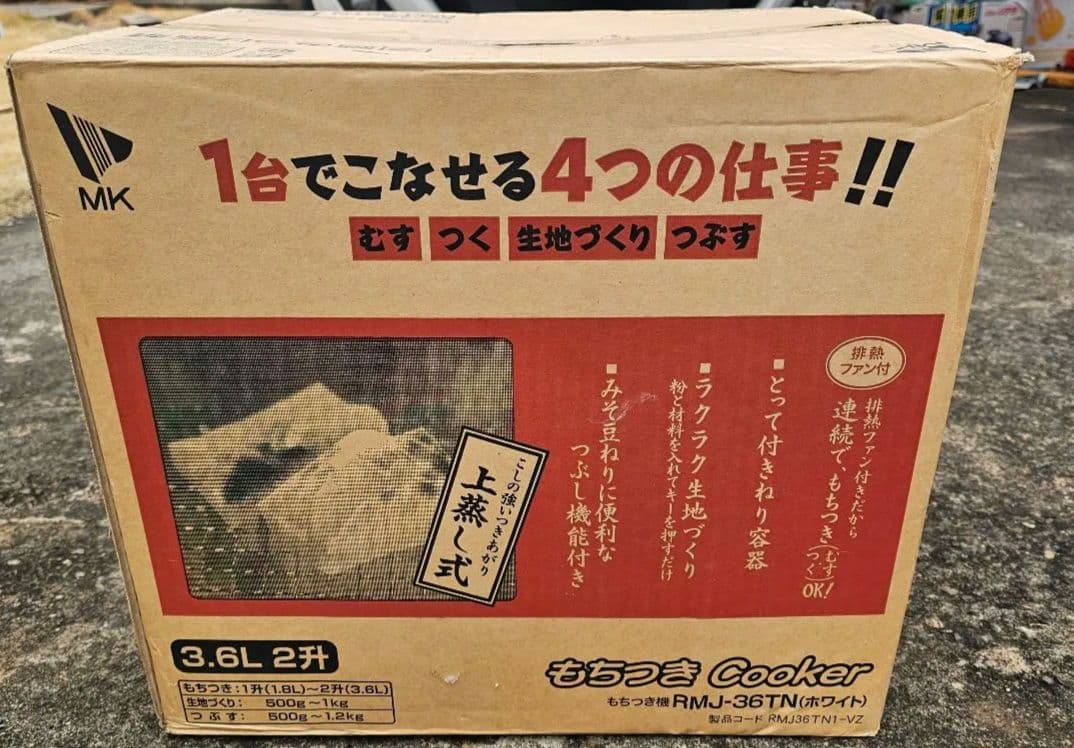 MK
1台でこなせる4つの仕事!!
むす つく 生地づくり つぶす
排熱
ファン付
排熱ファン付きだから
連続で、もちつき(むす つく)OK!
■とって付きねり容器
■ラクラク生地づくり
粉と材料を入れてキーを押すだけ
■みそ豆ねりに便利な
つぶし機能付き
こしの強いつきあがり
上蒸し式
3.6L 2升
もちつき:1升(1.8L)～2升(3.6L)
生地づくり: 500g～1kg
つぶす: 500g～1.2kg
もちつき Cooker
もちつき機 RMJ-36TN(ホワイト)
製品コード RMJ36TN1-VZ